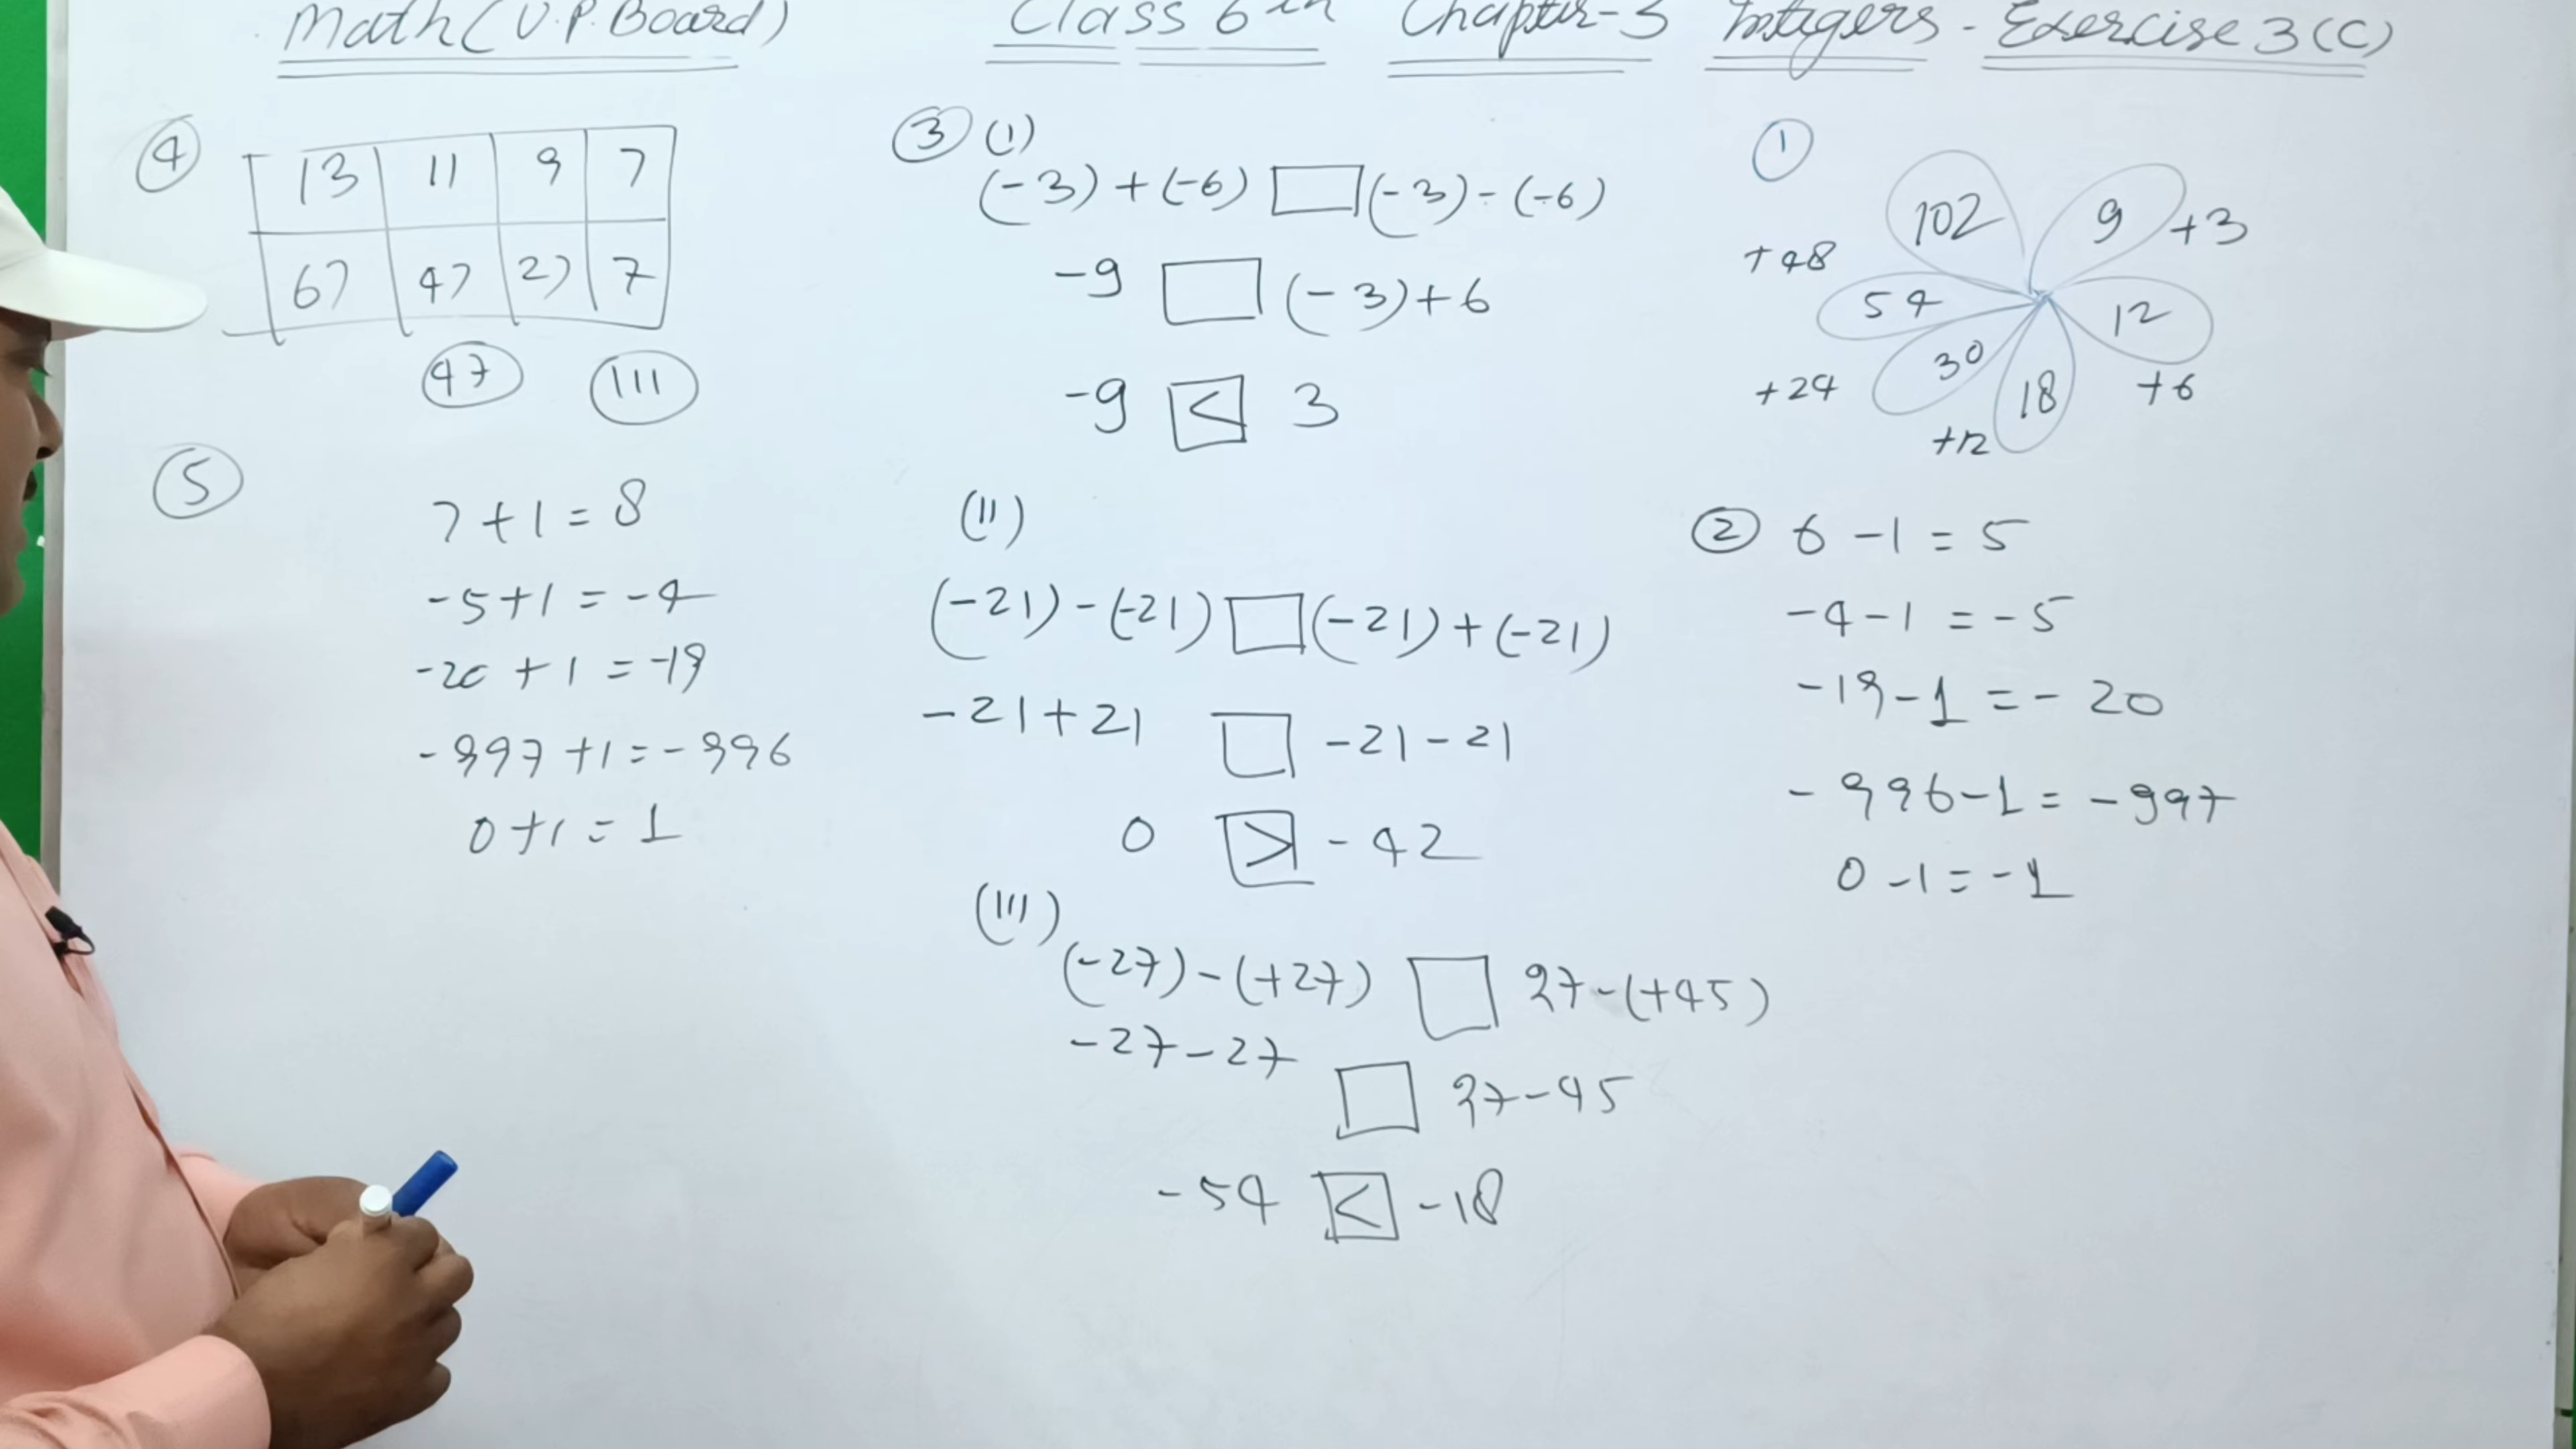 Math (U.P. Board) Class 6th Chapter-3 Integers - Exercise 3(C)
4
13 11 9 7
67 47 27 7
47 111
5
7+1=8
-5+1=-4
-20+1=-19
-997+1=-996
0+1=1
3 (I)
(-3)+(-6) □ (-3)-(-6)
-9 □ (-3)+6
-9 < 3
(II)
(-21)-(-21) □ (-21)+(-21)
-21+21 □ -21-21
0 > -42
(III)
(-27)-(+27) □ 27-(+45)
-27-27 □ 27-45
-54 < -18
1
102 9 +3
+48
54 12
30 18 +6
+24
+12
2 6-1=5
-4-1=-5
-19-1=-20
-996-1=-997
0-1=-1